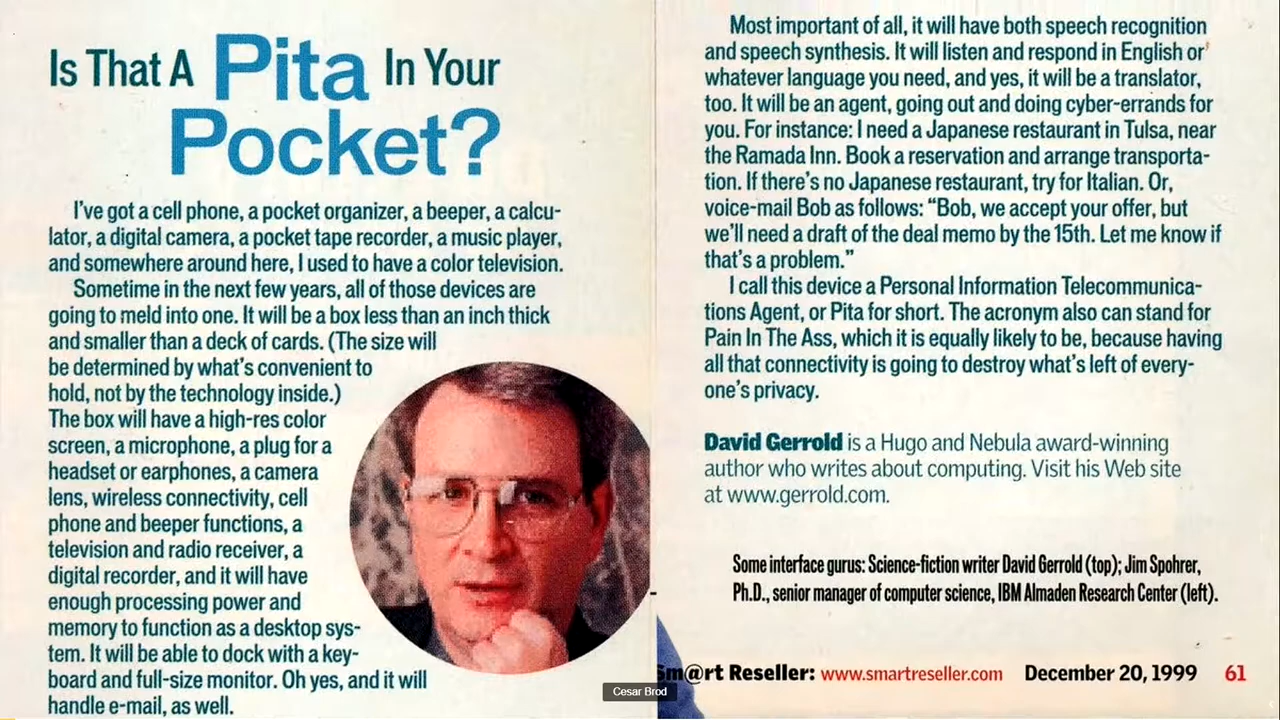 Is That A Pita In Your
Pocket?
I've got a cell phone, a pocket organizer, a beeper, a calcu-
lator, a digital camera, a pocket tape recorder, a music player,
and somewhere around here, I used to have a color television.
Sometime in the next few years, all of those devices are
going to meld into one. It will be a box less than an inch thick
and smaller than a deck of cards. (The size will
be determined by what's convenient to
hold, not by the technology inside.)
The box will have a high-res color
screen, a microphone, a plug for a
headset or earphones, a camera
lens, wireless connectivity, cell
phone and beeper functions, a
television and radio receiver, a
digital recorder, and it will have
enough processing power and
memory to function as a desktop sys-
tem. It will be able to dock with a key-
board and full-size monitor. Oh yes, and it will
handle e-mail, as well.
Most important of all, it will have both speech recognition
and speech synthesis. It will listen and respond in English or
whatever language you need, and yes, it will be a translator,
too. It will be an agent, going out and doing cyber-errands for
you. For instance: I need a Japanese restaurant in Tulsa, near
the Ramada Inn. Book a reservation and arrange transporta-
tion. If there's no Japanese restaurant, try for Italian. Or,
voice-mail Bob as follows: “Bob, we accept your offer, but
we'll need a draft of the deal memo by the 15th. Let me know if
that's a problem.”
I call this device a Personal Information Telecommunica-
tions Agent, or Pita for short. The acronym also can stand for
Pain In The Ass, which it is equally likely to be, because having
all that connectivity is going to destroy what's left of every-
one's privacy.
David Gerrold is a Hugo and Nebula award-winning
author who writes about computing. Visit his Web site
at www.gerrold.com.
Some interface gurus: Science-fiction writer David Gerrold (top); Jim Spohrer,
Ph.D., senior manager of computer science, IBM Almaden Research Center (left).
Sm@rt Reseller: www.smartreseller.com December 20, 1999 61
Cesar Brod